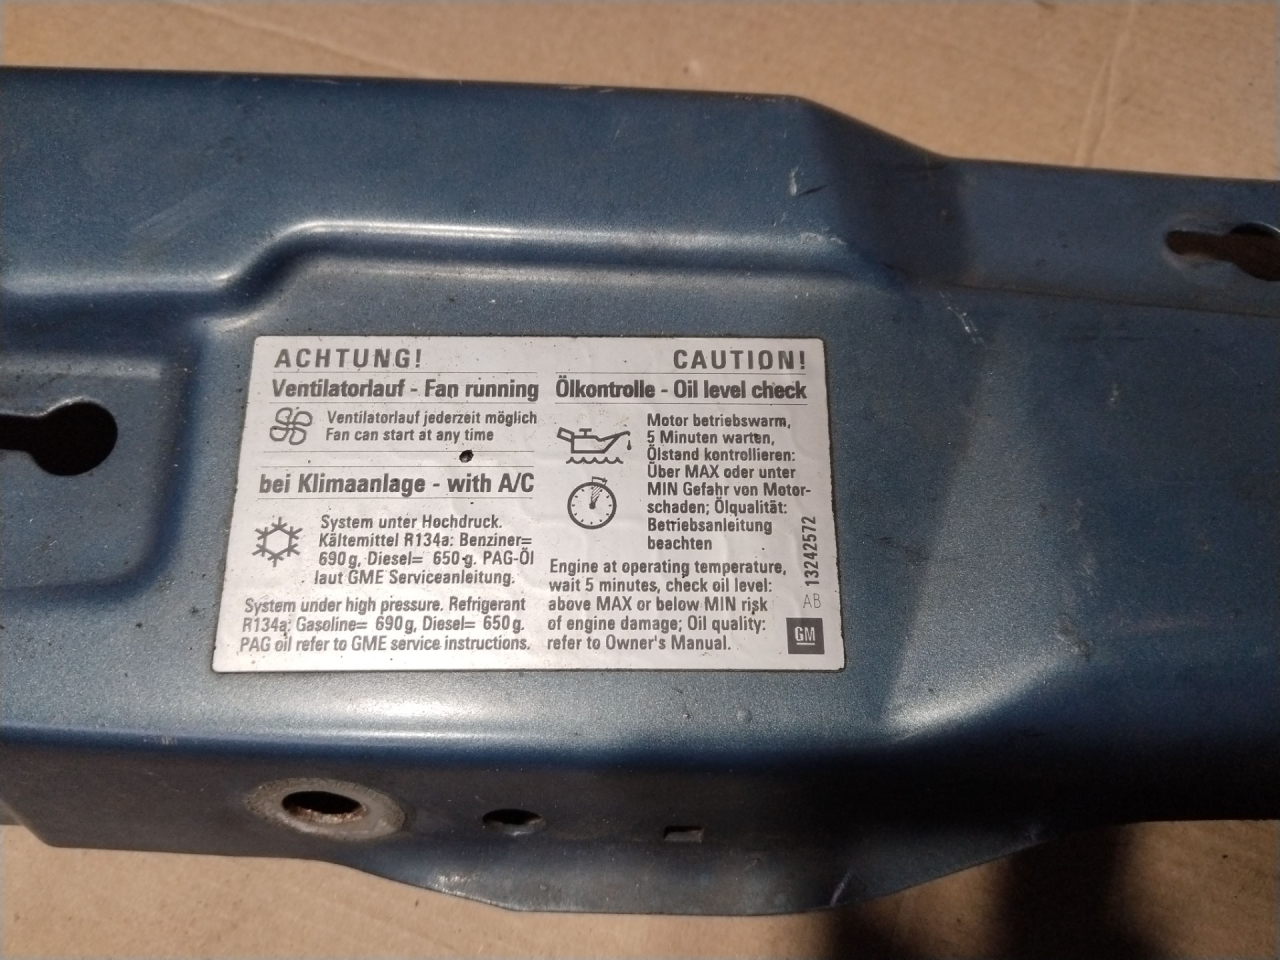 ACHTUNG!
CAUTION!
Ventilatorlauf - Fan running
Ventilatorlauf jederzeit möglich
Fan can start at any time
bei Klimaanlage - with A/C
System unter Hochdruck.
Kältemittel R134a: Benziner=
690g, Diesel= 650g. PAG-Öl
laut GME Serviceanleitung.
System under high pressure. Refrigerant
R134a: Gasoline= 690g, Diesel= 650g.
PAG oil refer to GME service instructions.
Ölkontrolle - Oil level check
Motor betriebswarm,
5 Minuten warten,
Ölstand kontrollieren:
Über MAX oder unter
MIN Gefahr von Motor-
schaden; Ölqualität:
Betriebsanleitung
beachten
Engine at operating temperature,
wait 5 minutes, check oil level:
above MAX or below MIN risk
of engine damage; Oil quality:
refer to Owner's Manual.
13242572
AB
GM